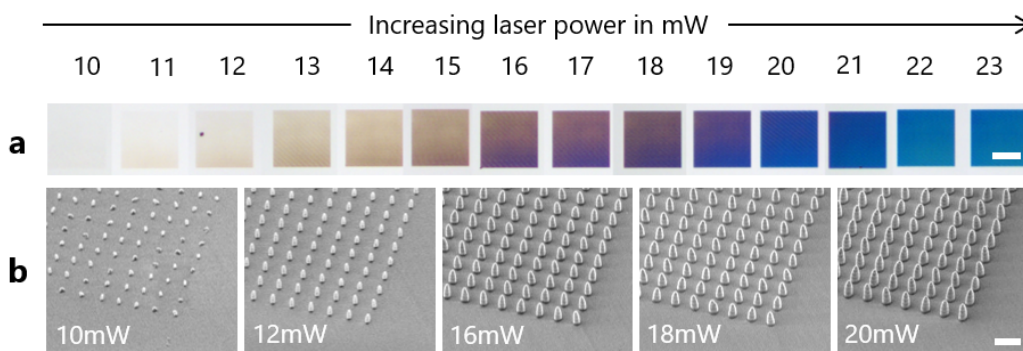 Increasing laser power in mW
10 11 12 13 14 15 16 17 18 19 20 21 22 23
a
b
10mW 12mW 16mW 18mW 20mW